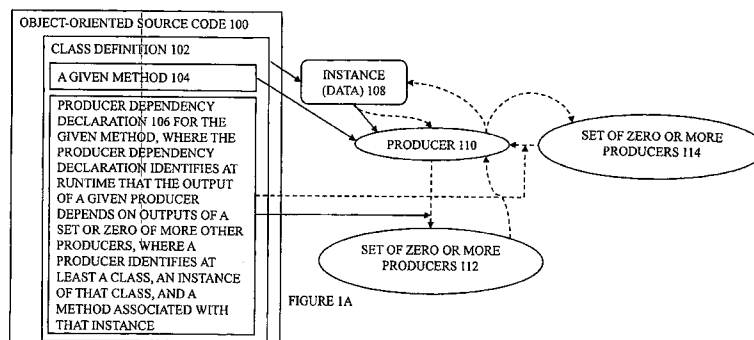 OBJECT-ORIENTED SOURCE CODE 100
CLASS DEFINITION 102
A GIVEN METHOD 104
PRODUCER DEPENDENCY
DECLARATION 106 FOR THE
GIVEN METHOD, WHERE THE
PRODUCER DEPENDENCY
DECLARATION IDENTIFIES AT
RUNTIME THAT THE OUTPUT
OF A GIVEN PRODUCER
DEPENDS ON OUTPUTS OF A
SET OR ZERO OF MORE OTHER
PRODUCERS, WHERE A
PRODUCER IDENTIFIES AT
LEAST A CLASS, AN INSTANCE
OF THAT CLASS, AND A
METHOD ASSOCIATED WITH
THAT INSTANCE
INSTANCE
(DATA) 108
PRODUCER 110
SET OF ZERO OR MORE
PRODUCERS 114
SET OF ZERO OR MORE
PRODUCERS 112
FIGURE 1A